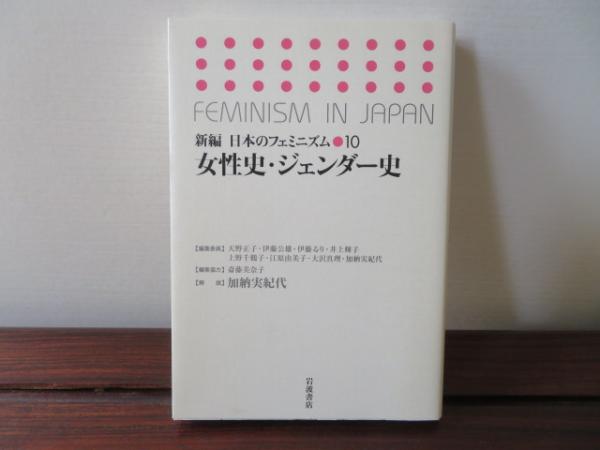 FEMINISM IN JAPAN
新編 日本のフェミニズム●10
女性史・ジェンダー史
【編集委員】天野正子・伊藤公雄・伊藤るり・井上輝子
上野千鶴子・江原由美子・大沢真理・加納実紀代
【編集協力】斎藤美奈子
【解 説】加納実紀代
岩波書店